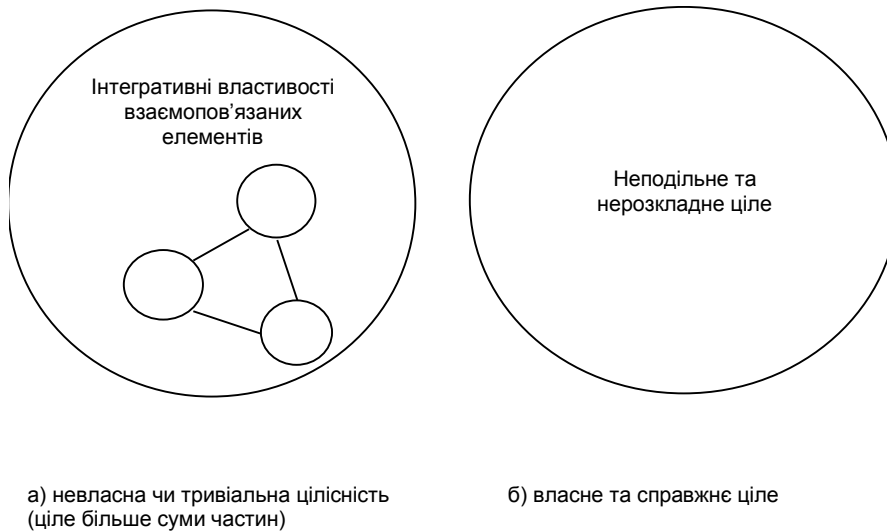 Інтегративні властивості
взаємопов’язаних
елементів
Неподільне та
нерозкладне ціле
а) невласна чи тривіальна цілісність
(ціле більше суми частин)
б) власне та справжнє ціле